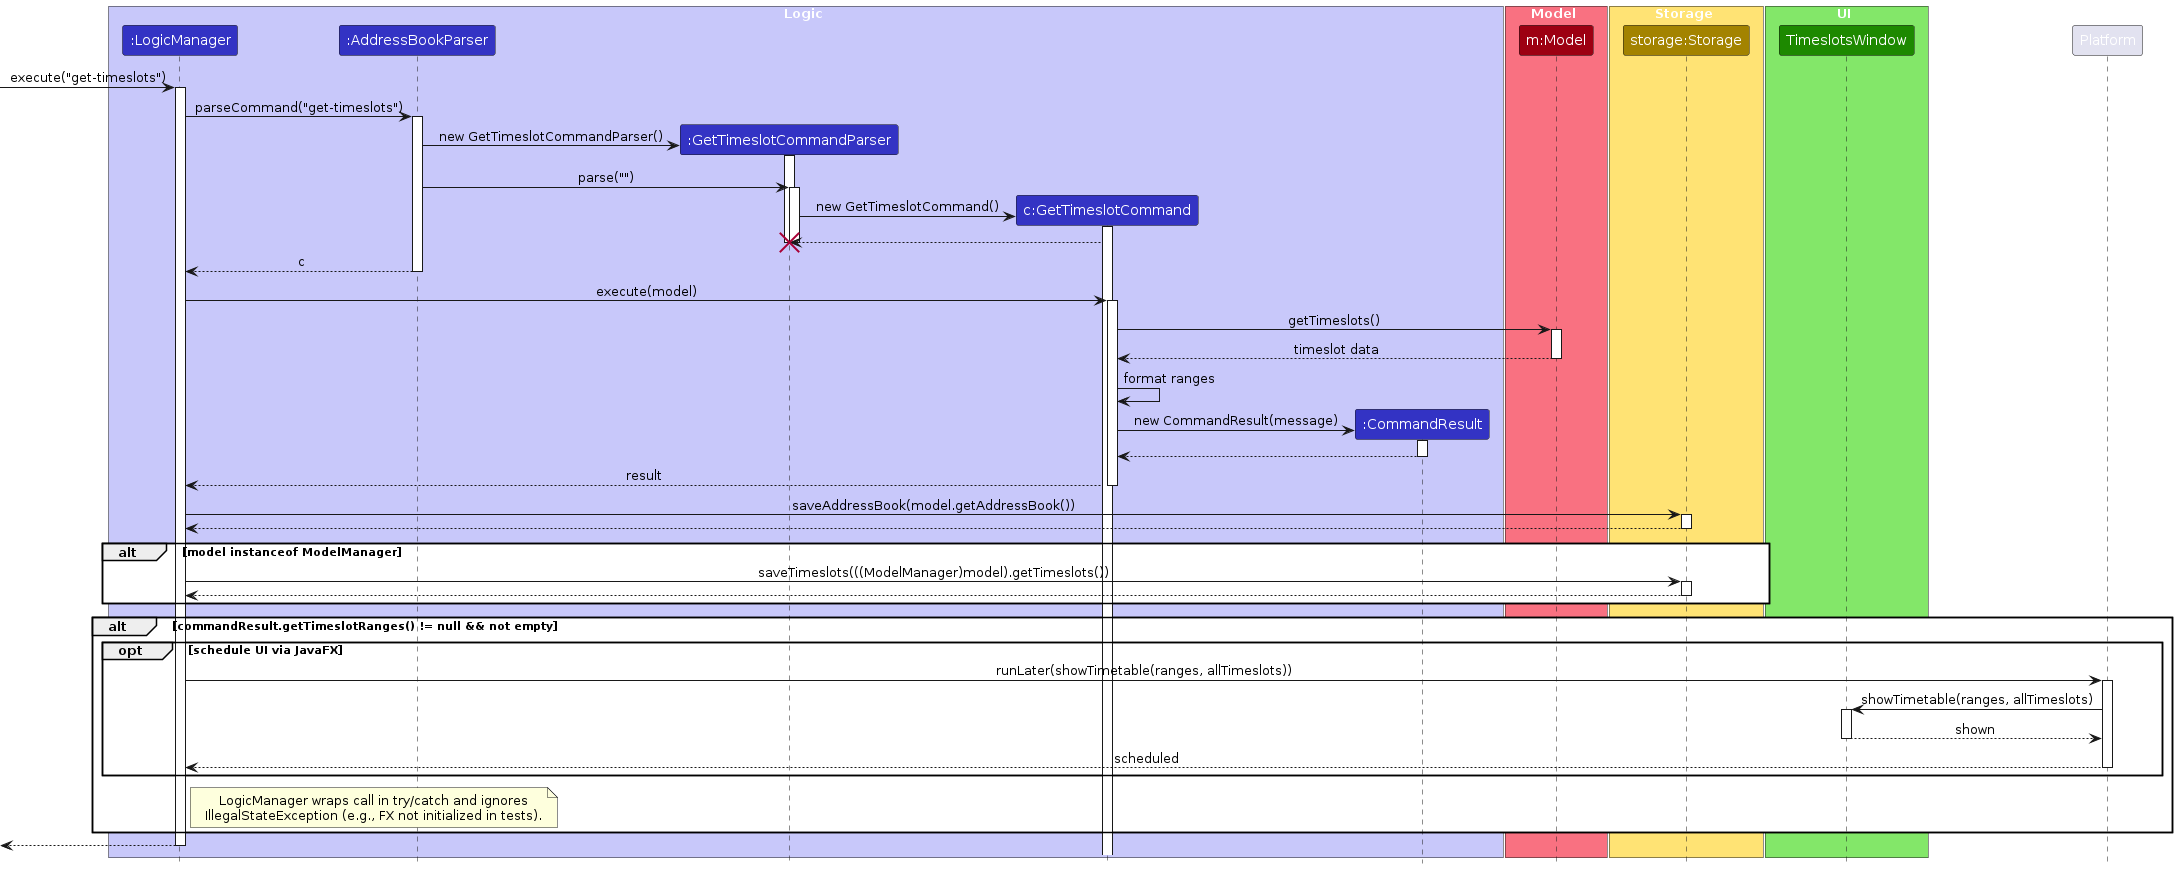 Logic
Model
Storage
UI
:LogicManager
:AddressBookParser
m:Model
storage:Storage
TimeslotsWindow
Platform
execute("get-timeslots")
parseCommand("get-timeslots")
new GetTimeslotCommandParser()
:GetTimeslotCommandParser
parse("")
new GetTimeslotCommand()
c:GetTimeslotCommand
c
execute(model)
getTimeslots()
timeslot data
format ranges
new CommandResult(message)
:CommandResult
result
saveAddressBook(model.getAddressBook())
alt
[model instanceof ModelManager]
saveTimeslots(((ModelManager)model).getTimeslots())
alt
[commandResult.getTimeslotRanges() != null && not empty]
opt
[schedule UI via JavaFX]
runLater(showTimetable(ranges, allTimeslots))
showTimetable(ranges, allTimeslots)
shown
scheduled
LogicManager wraps call in try/catch and ignores
IllegalStateException (e.g., FX not initialized in tests).